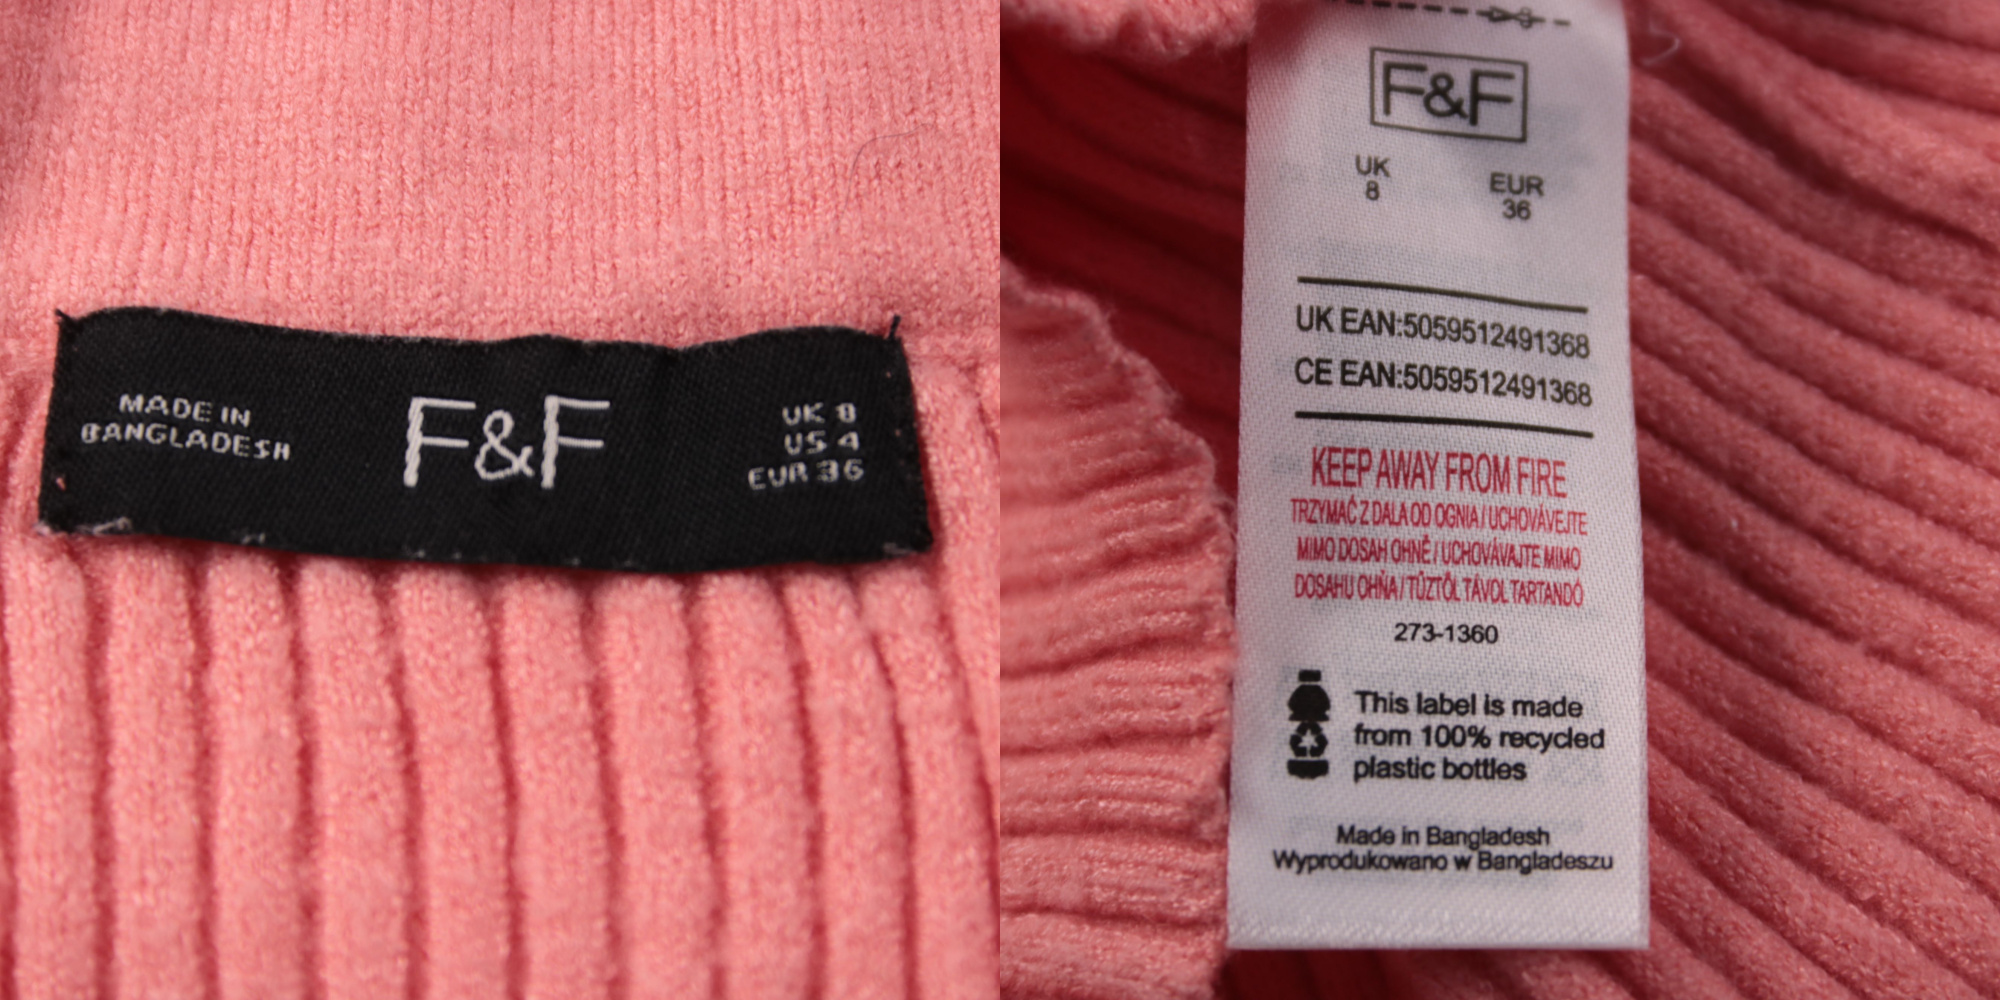 MADE IN
BANGLADESH
F&F
UK 8
US 4
EUR 36
F&F
UK
8
EUR
36
UK EAN:5059512491368
CE EAN:5059512491368
KEEP AWAY FROM FIRE
TRZYMAĆ Z DALA OD OGNIA / UCHOVÁVEJTE
MIMO DOSAH OHNĚ / UCHOVÁVAJTE MIMO
DOSAHU OHŇA / TŰZTŐL TÁVOL TARTANDÓ
273-1360
This label is made
from 100% recycled
plastic bottles
Made in Bangladesh
Wyprodukowano w Bangladeszu